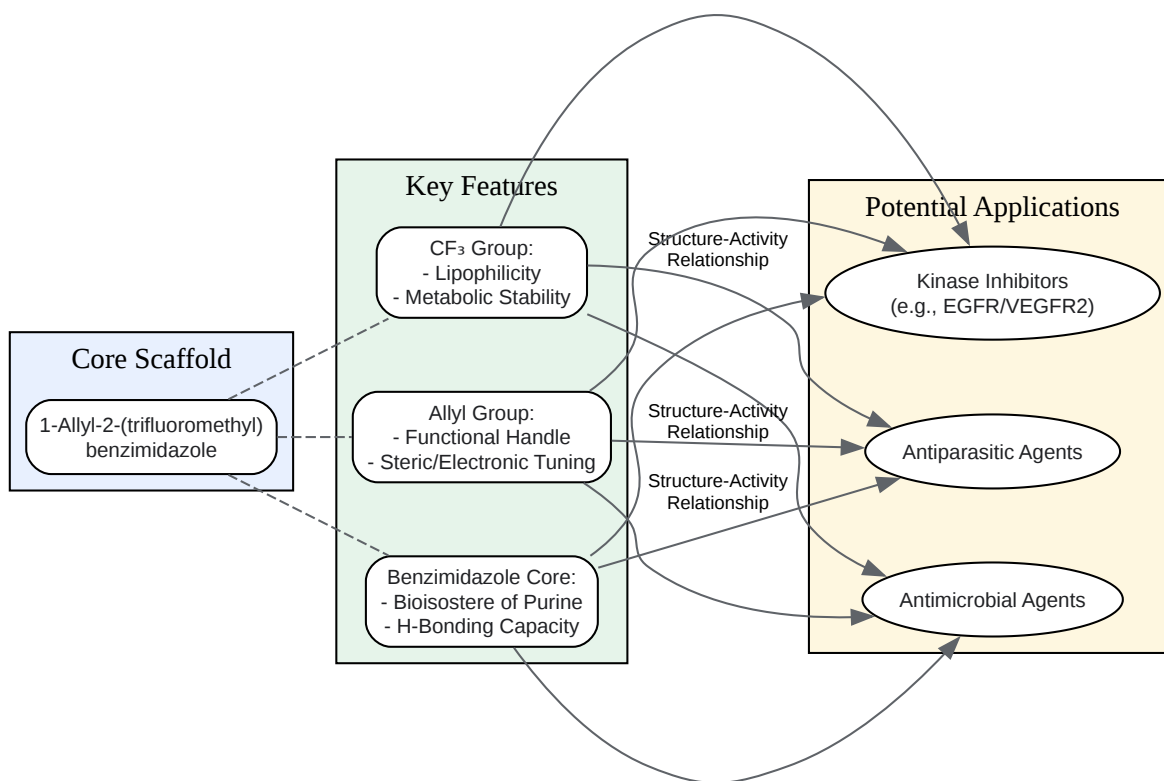 Core Scaffold
1-Allyl-2-(trifluoromethyl)
benzimidazole
Key Features
CF₃ Group:
- Lipophilicity
- Metabolic Stability
Allyl Group:
- Functional Handle
- Steric/Electronic Tuning
Benzimidazole Core:
- Bioisostere of Purine
- H-Bonding Capacity
Structure-Activity
Relationship
Structure-Activity
Relationship
Structure-Activity
Relationship
Potential Applications
Kinase Inhibitors
(e.g., EGFR/VEGFR2)
Antiparasitic Agents
Antimicrobial Agents